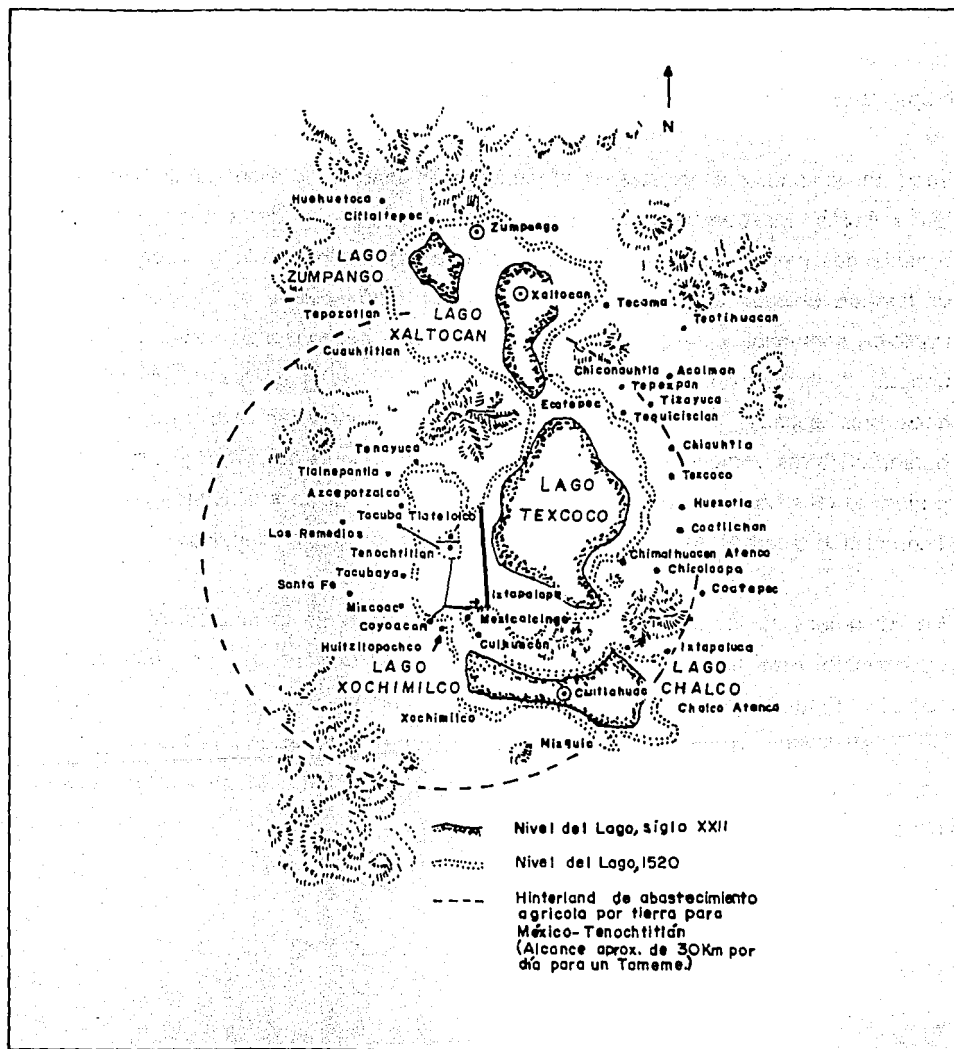 N
Huehuetoca
Citlaltepec
Zumpango
LAGO
ZUMPANGO
Xaltocan
Tecama
Teotihuacan
Tepozotlan
LAGO
XALTOCAN
Cuauhtitlan
Chiconauhtla
Acolman
Tepexpan
Tizayuca
Ecatepec
Tequicistlan
Tenayuca
Chiauhtla
Tlalnepantla
Texcoco
Azcapotzalco
LAGO
TEXCOCO
Huexotla
Tacuba Tlatelolco
Los Remedios
Coatlichan
Tenochtitlan
Chimalhuacan Atenco
Chicoloapa
Tacubaya
Santa Fe
Ixtapalapa
Coatepec
Mixcoac
Mexicalcingo
Coyoacan
Huitzilopochco
Culhuacan
Ixtapaluca
LAGO
XOCHIMILCO
LAGO
CHALCO
Cuitlahuac
Chalco Atenco
Xochimilco
Mizquic
Nivel del Lago, siglo XXII
Nivel del Lago, 1520
Hinterland de abastecimiento
agrícola por tierra para
México-Tenochtitlán
(Alcance aprox. de 30Km por
día para un Tameme.)